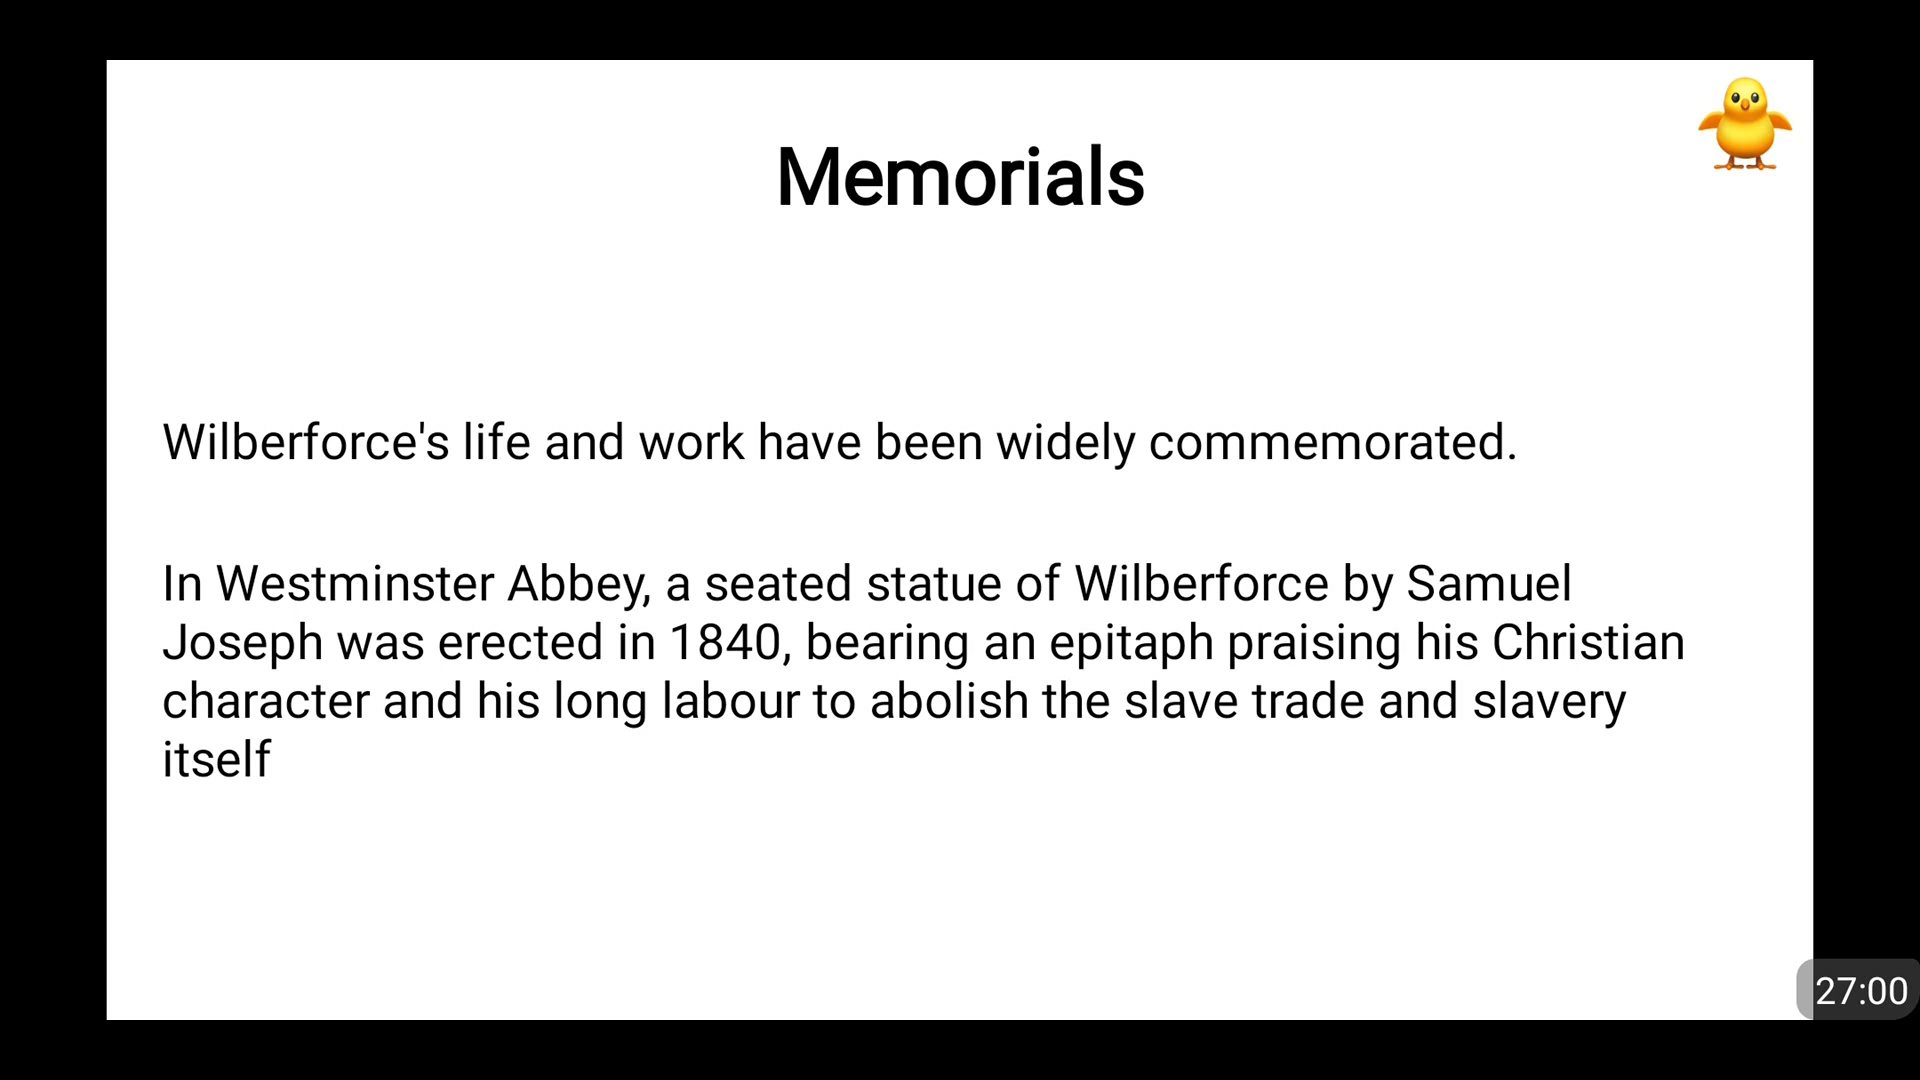 Memorials
Wilberforce's life and work have been widely commemorated.
In Westminster Abbey, a seated statue of Wilberforce by Samuel
Joseph was erected in 1840, bearing an epitaph praising his Christian
character and his long labour to abolish the slave trade and slavery
itself
27:00